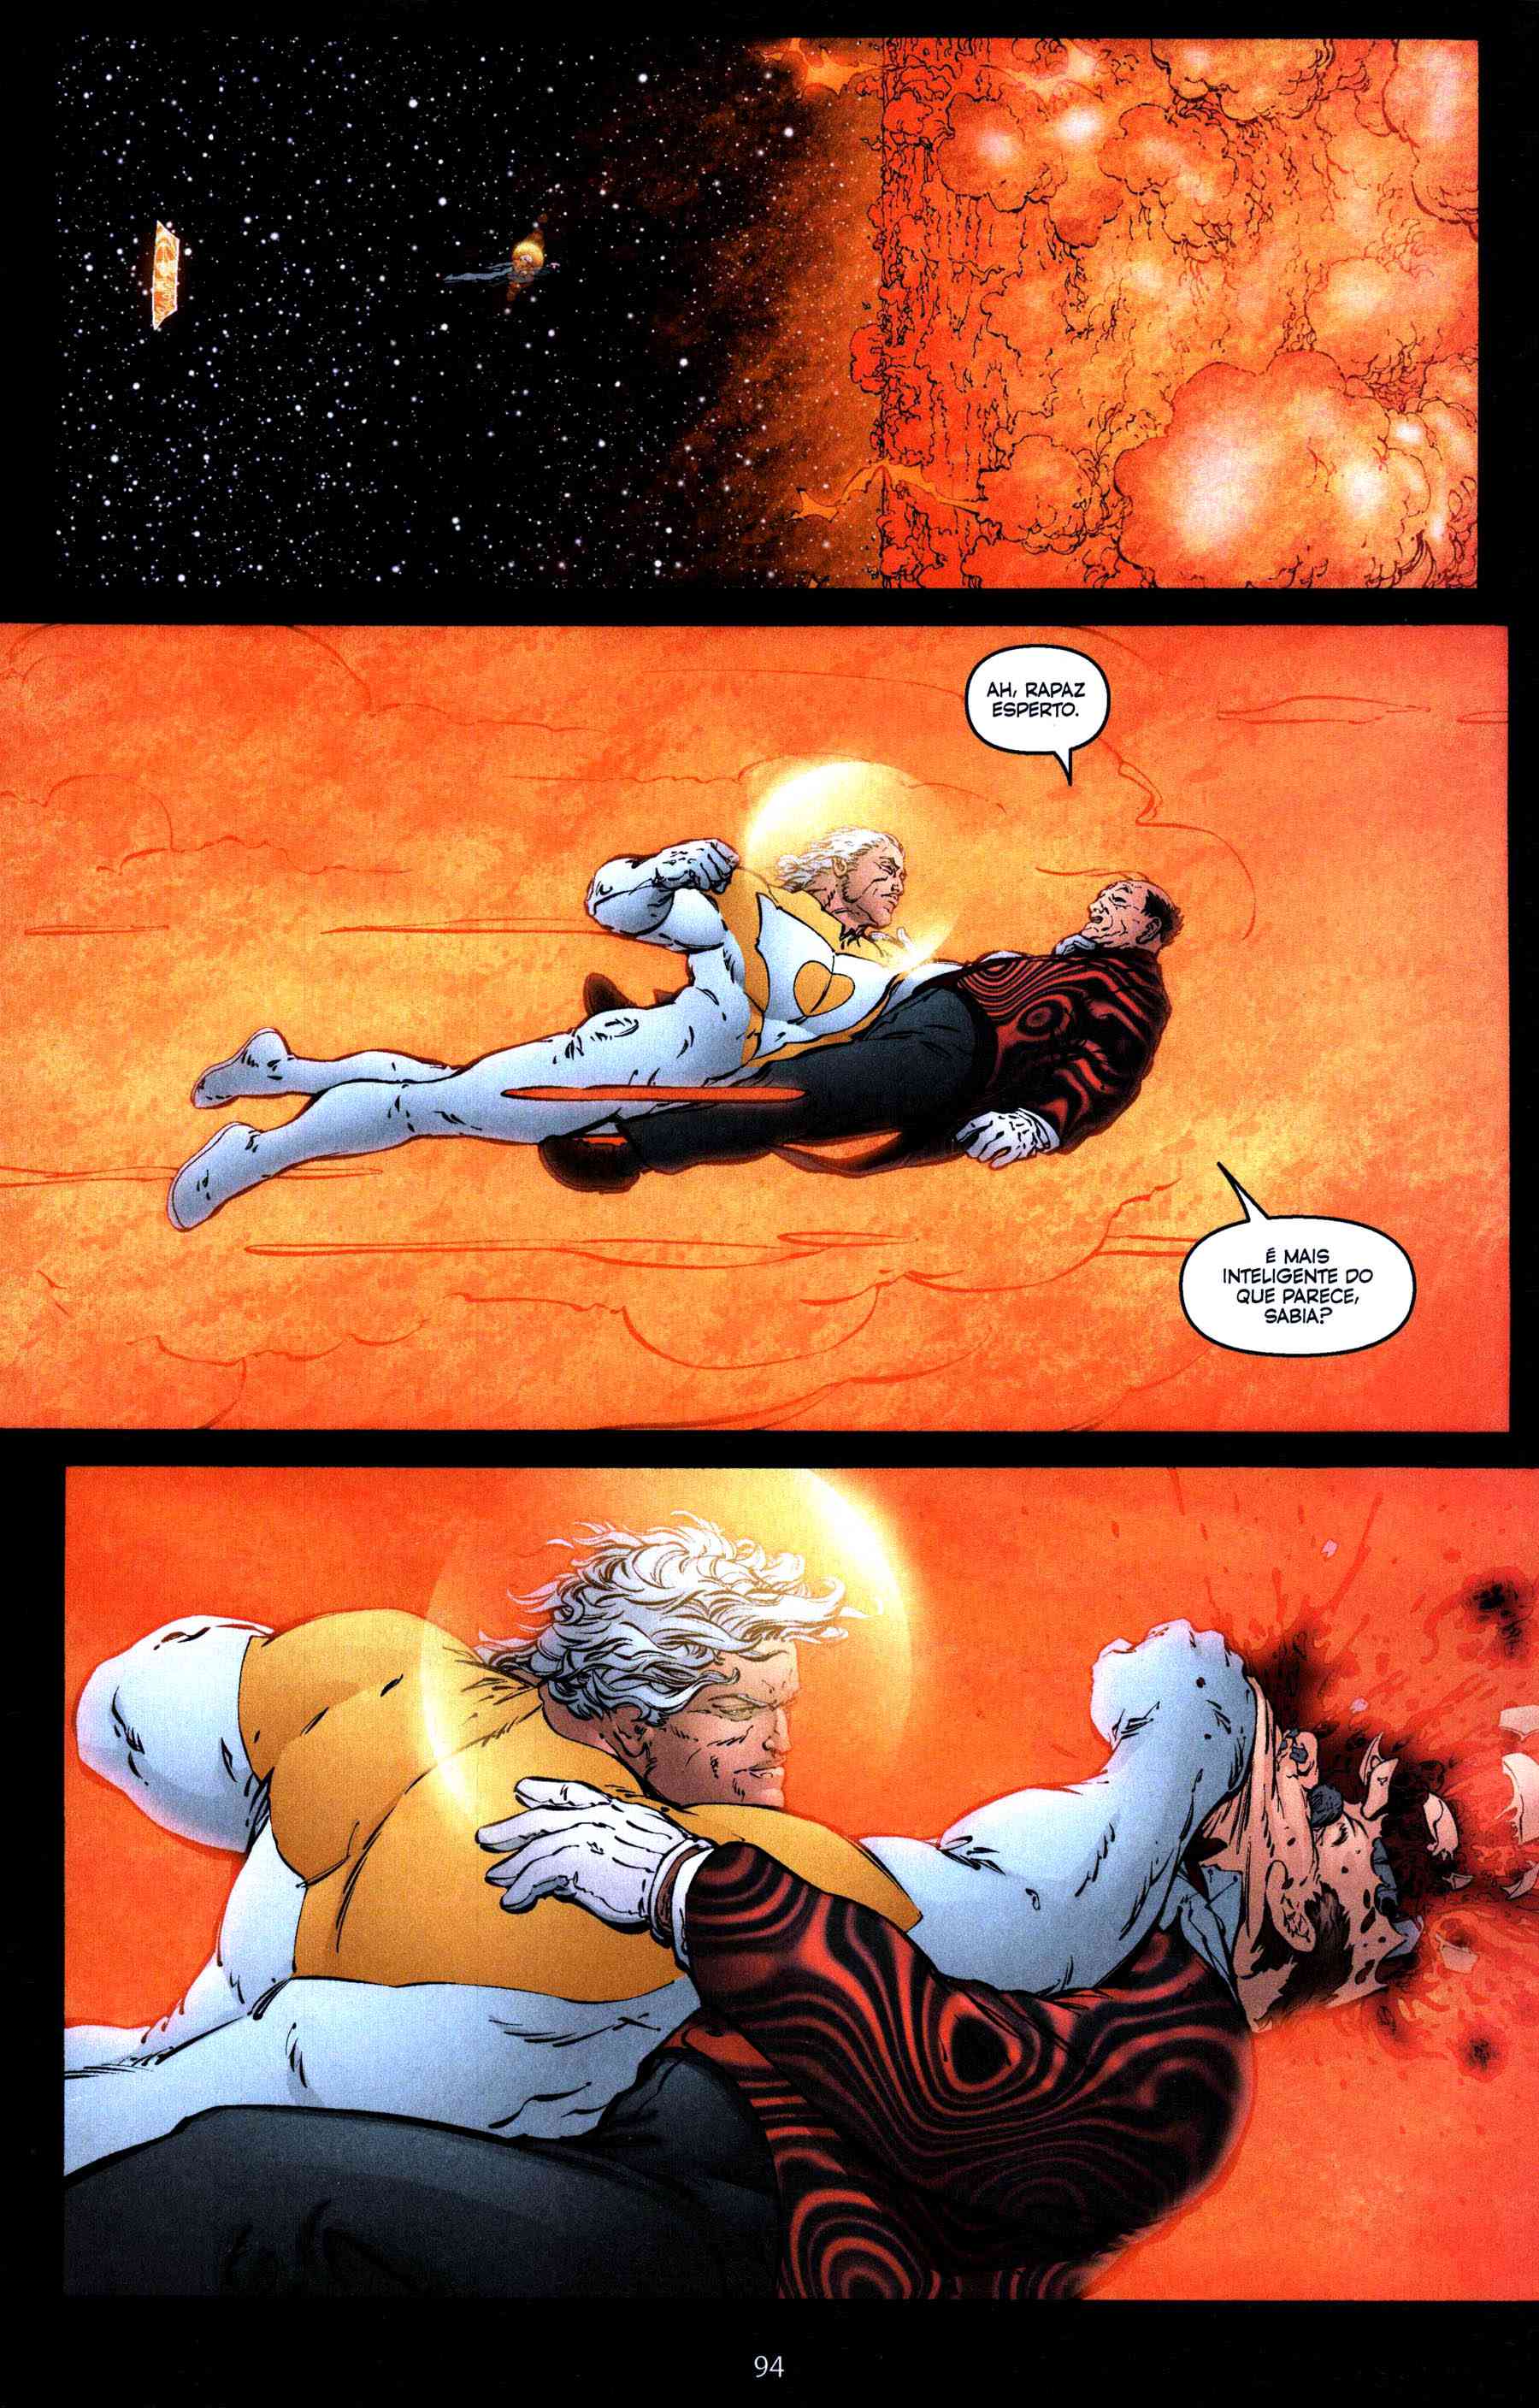 AH, RAPAZ
ESPERTO.
É MAIS
INTELIGENTE DO
QUE PARECE,
SABIA?
94